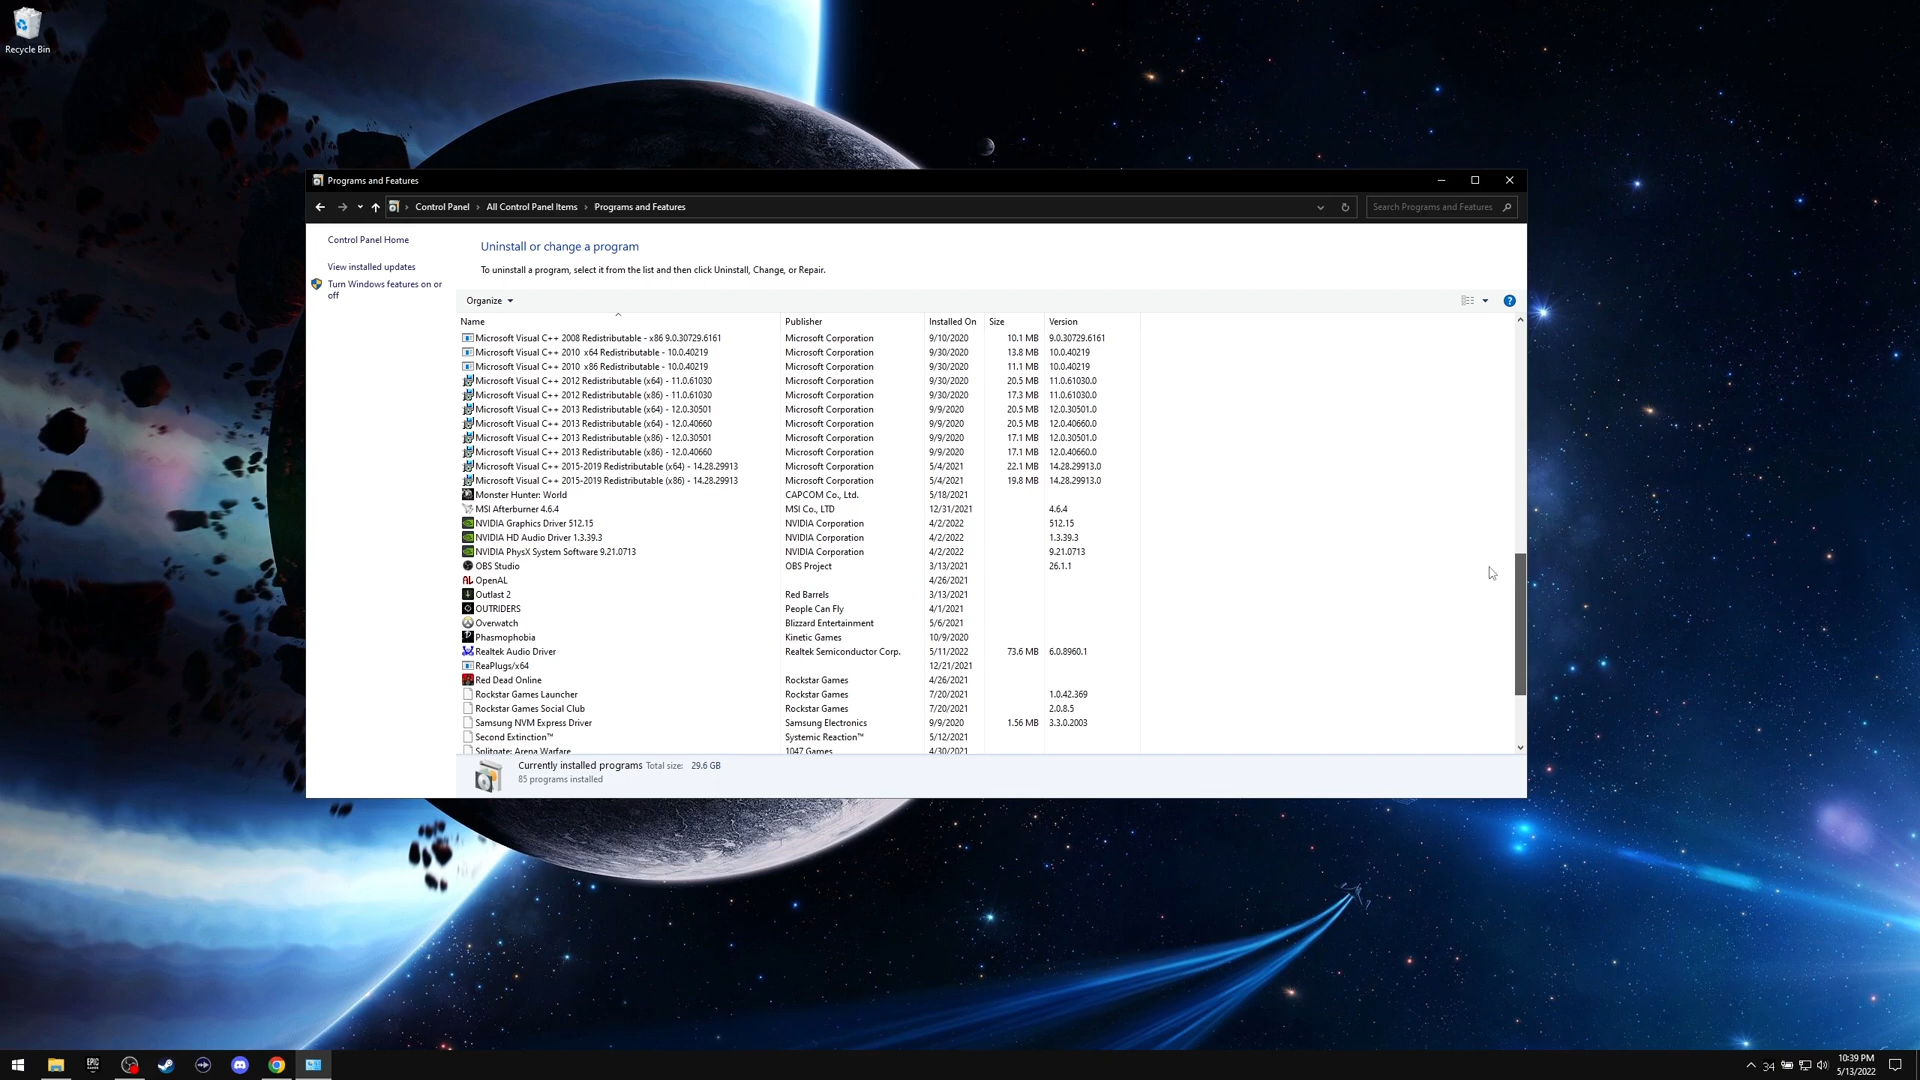 Recycle Bin
Programs and Features
Control Panel › All Control Panel Items › Programs and Features
Search Programs and Features
Control Panel Home
View installed updates
Turn Windows features on or
off
Uninstall or change a program
To uninstall a program, select it from the list and then click Uninstall, Change, or Repair.
Organize
Name Publisher Installed On Size Version
Microsoft Visual C++ 2008 Redistributable - x86 9.0.30729.6161 Microsoft Corporation 9/10/2020 10.1 MB 9.0.30729.6161
Microsoft Visual C++ 2010 x64 Redistributable - 10.0.40219 Microsoft Corporation 9/30/2020 13.8 MB 10.0.40219
Microsoft Visual C++ 2010 x86 Redistributable - 10.0.40219 Microsoft Corporation 9/30/2020 11.1 MB 10.0.40219
Microsoft Visual C++ 2012 Redistributable (x64) - 11.0.61030 Microsoft Corporation 9/30/2020 20.5 MB 11.0.61030.0
Microsoft Visual C++ 2012 Redistributable (x86) - 11.0.61030 Microsoft Corporation 9/30/2020 17.3 MB 11.0.61030.0
Microsoft Visual C++ 2013 Redistributable (x64) - 12.0.30501 Microsoft Corporation 9/9/2020 20.5 MB 12.0.30501.0
Microsoft Visual C++ 2013 Redistributable (x64) - 12.0.40660 Microsoft Corporation 9/9/2020 20.5 MB 12.0.40660.0
Microsoft Visual C++ 2013 Redistributable (x86) - 12.0.30501 Microsoft Corporation 9/9/2020 17.1 MB 12.0.30501.0
Microsoft Visual C++ 2013 Redistributable (x86) - 12.0.40660 Microsoft Corporation 9/9/2020 17.1 MB 12.0.40660.0
Microsoft Visual C++ 2015-2019 Redistributable (x64) - 14.28.29913 Microsoft Corporation 5/4/2021 22.1 MB 14.28.29913.0
Microsoft Visual C++ 2015-2019 Redistributable (x86) - 14.28.29913 Microsoft Corporation 5/4/2021 19.8 MB 14.28.29913.0
Monster Hunter: World CAPCOM Co., Ltd. 5/18/2021
MSI Afterburner 4.6.4 MSI Co., LTD 12/31/2021 4.6.4
NVIDIA Graphics Driver 512.15 NVIDIA Corporation 4/2/2022 512.15
NVIDIA HD Audio Driver 1.3.39.3 NVIDIA Corporation 4/2/2022 1.3.39.3
NVIDIA PhysX System Software 9.21.0713 NVIDIA Corporation 4/2/2022 9.21.0713
OBS Studio OBS Project 3/13/2021 26.1.1
OpenAL 4/26/2021
Outlast 2 Red Barrels 3/13/2021
OUTRIDERS People Can Fly 4/1/2021
Overwatch Blizzard Entertainment 5/6/2021
Phasmophobia Kinetic Games 10/9/2020
Realtek Audio Driver Realtek Semiconductor Corp. 5/11/2022 73.6 MB 6.0.8960.1
ReaPlugs/x64 12/21/2021
Red Dead Online Rockstar Games 4/26/2021
Rockstar Games Launcher Rockstar Games 7/20/2021 1.0.42.369
Rockstar Games Social Club Rockstar Games 7/20/2021 2.0.8.5
Samsung NVM Express Driver Samsung Electronics 9/9/2020 1.56 MB 3.3.0.2003
Second Extinction™ Systemic Reaction™ 5/12/2021
Splitgate: Arena Warfare 1047 Games 4/30/2021
Currently installed programs Total size: 29.6 GB
85 programs installed
EPIC GAMES
34
10:39 PM
5/13/2022